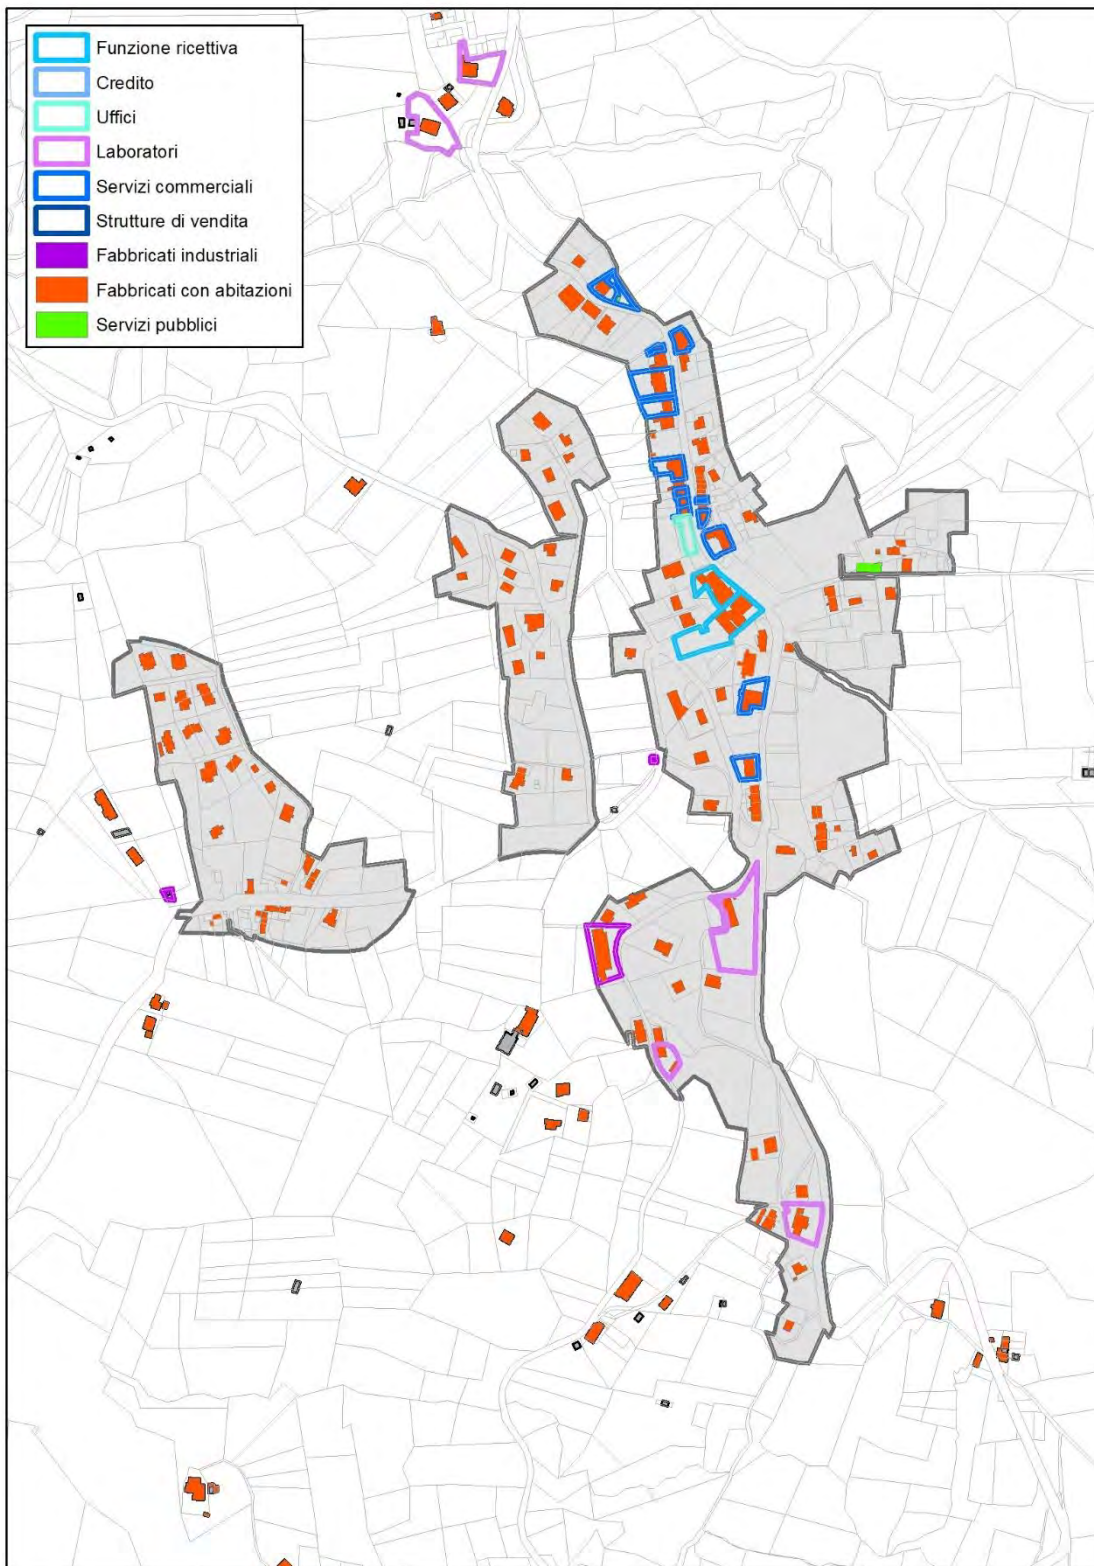 Funzione ricettiva
Credito
Uffici
Laboratori
Servizi commerciali
Strutture di vendita
Fabbricati industriali
Fabbricati con abitazioni
Servizi pubblici